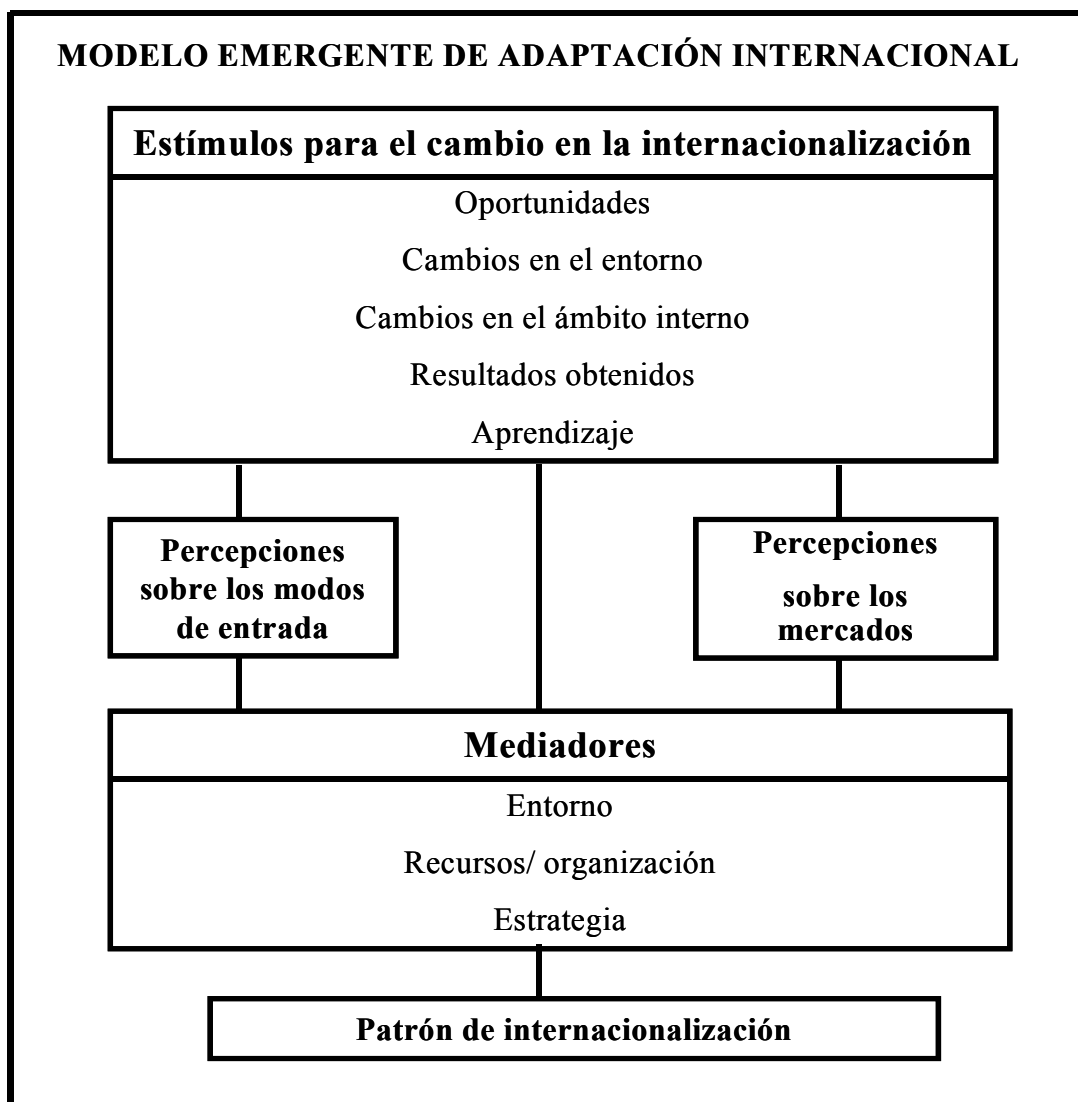 MODELO EMERGENTE DE ADAPTACIÓN INTERNACIONAL
Estímulos para el cambio en la internacionalización
Oportunidades
Cambios en el entorno
Cambios en el ámbito interno
Resultados obtenidos
Aprendizaje
Percepciones
sobre los modos
de entrada
Percepciones
sobre los
mercados
Mediadores
Entorno
Recursos/ organización
Estrategia
Patrón de internacionalización